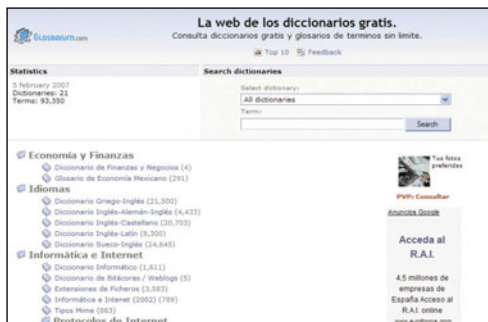 GLOSARIUM.com
La web de los diccionarios gratis.
Consulta diccionarios gratis y glosarios de terminos sin limite.
Top 10 Feedback
Statistics
5 february 2007
Dictionaries: 21
Terms: 93,350
Search dictionaries
Select dictionary:
All dictionaries
Term:
Search
Economía y Finanzas
Diccionario de Finanzas y Negocios (4)
Glosario de Economía Mexicano (291)
Idiomas
Diccionario Griego-Inglés (21,500)
Diccionario Inglés-Alemán-Inglés (4,433)
Diccionario Inglés-Castellano (20,703)
Diccionario Inglés-Latín (8,300)
Diccionario Sueco-Inglés (24,645)
Informática e Internet
Diccionario Informático (1,611)
Diccionario de Bitácoras / Weblogs (5)
Extensiones de Ficheros (3,583)
Informática e Intenet (2002) (789)
Tipos Mime (863)
Protocolos de Internet
Tus fotos
preferidas
PVP: Consultar
Anuncios Google
Acceda al
R.A.I.
4,5 millones de
empresas de
España Acceso al
R.A.I. online